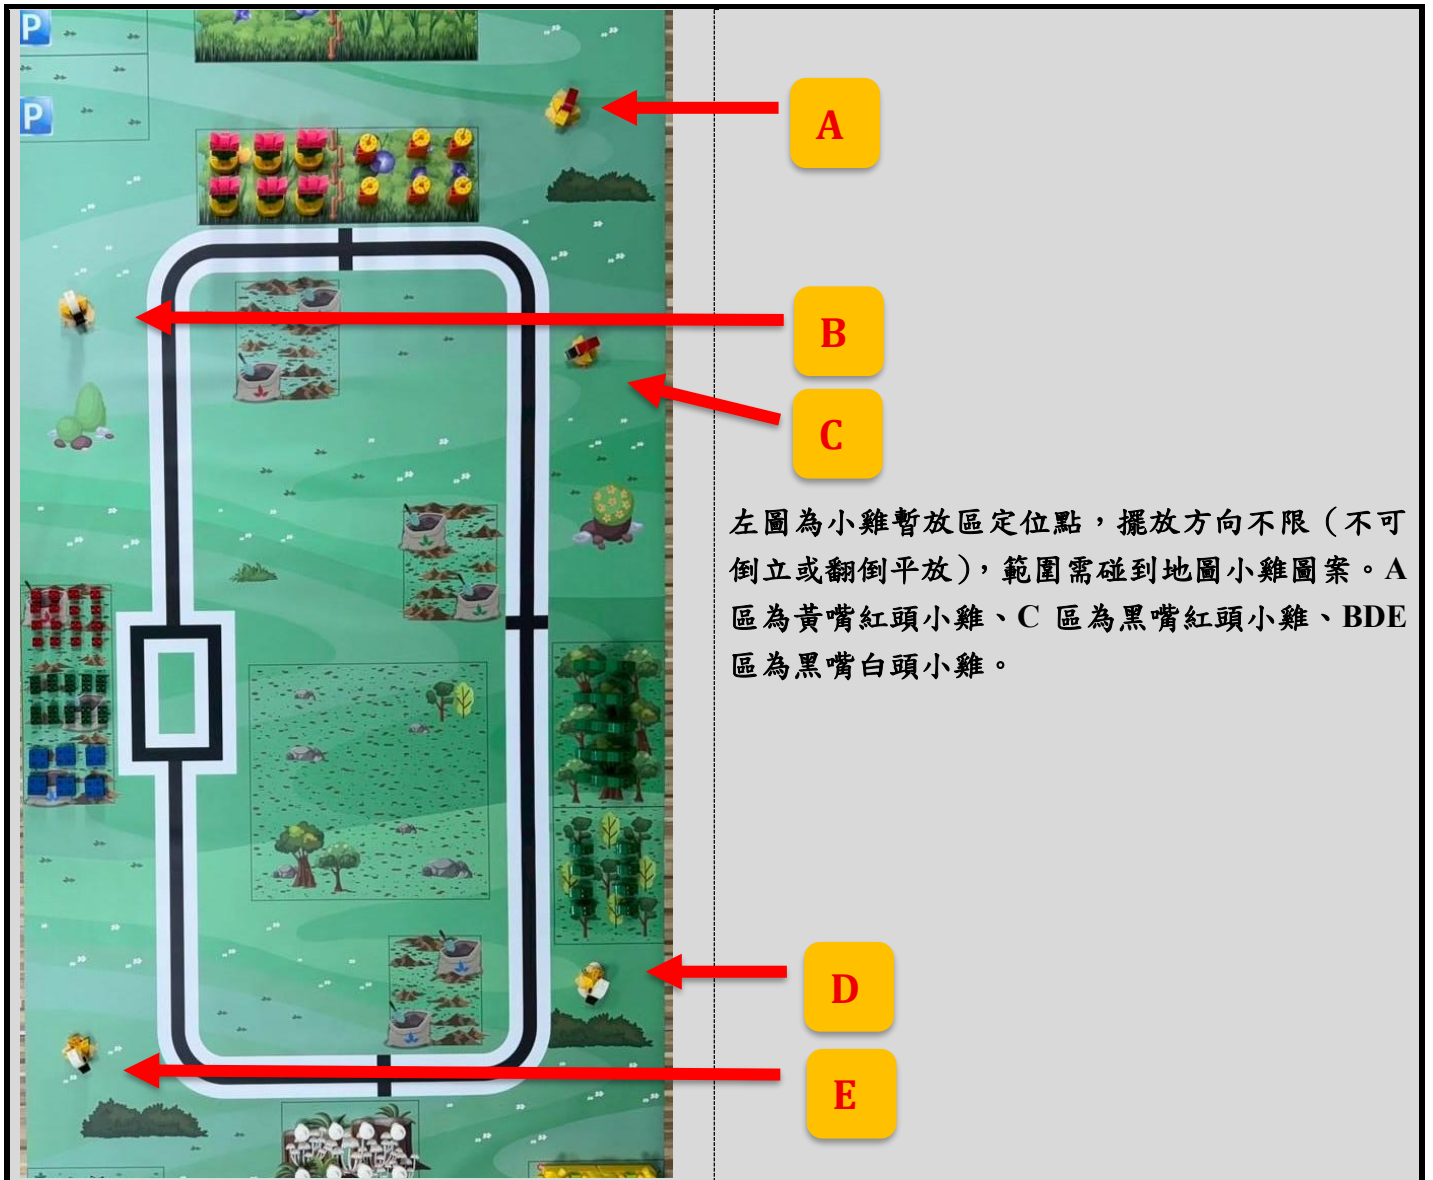 P
P
A
B
C
左圖為小雞暫放區定位點，擺放方向不限（不可
倒立或翻倒平放），範圍需碰到地圖小雞圖案。A
區為黃嘴紅頭小雞、C 區為黑嘴紅頭小雞、BDE
區為黑嘴白頭小雞。
D
E